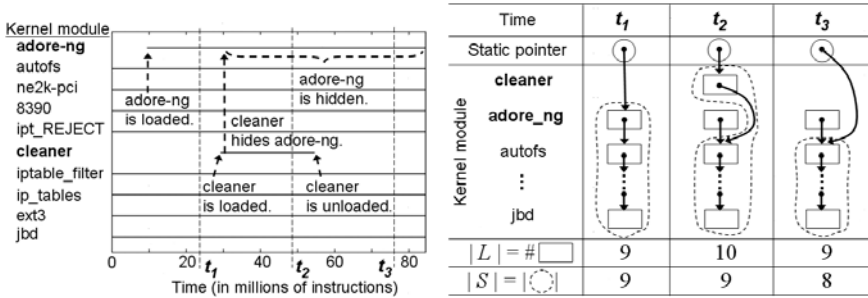 Kernel module
adore-ng
autofs
ne2k-pci
8390
ipt_REJECT
cleaner
iptable_filter
ip_tables
ext3
jbd
adore-ng
is loaded.
adore-ng
is hidden.
cleaner
hides adore-ng.
cleaner
is loaded.
cleaner
is unloaded.
0 20 40 60 80
t1 t2 t3
Time (in millions of instructions)
Time t1 t2 t3
Static pointer
Kernel module
cleaner
adore_ng
autofs
⋮
jbd
|L| = # 9 10 9
|S| = | | 9 9 8